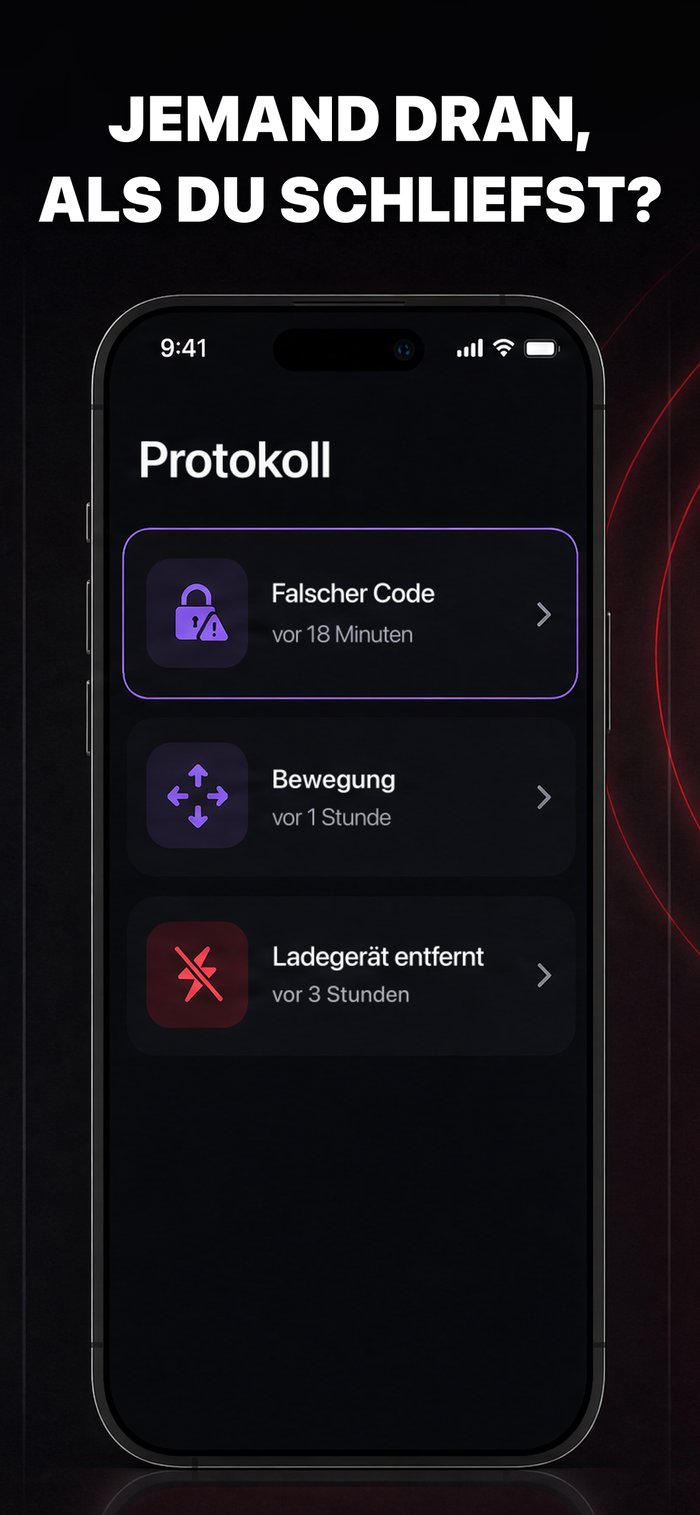 JEMAND DRAN,
ALS DU SCHLIEFST?
9:41
Protokoll
Falscher Code
vor 18 Minuten
Bewegung
vor 1 Stunde
Ladegerät entfernt
vor 3 Stunden